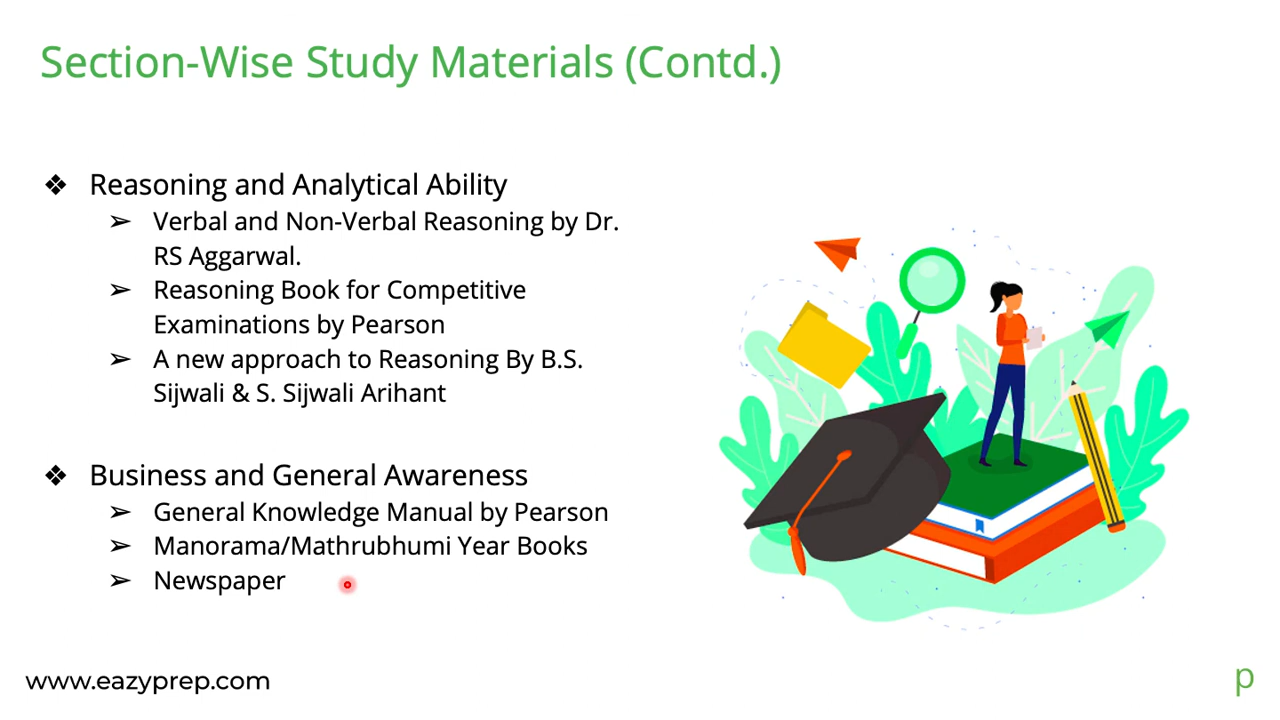 Section-Wise Study Materials (Contd.)
❖ Reasoning and Analytical Ability
➢ Verbal and Non-Verbal Reasoning by Dr.
RS Aggarwal.
➢ Reasoning Book for Competitive
Examinations by Pearson
➢ A new approach to Reasoning By B.S.
Sijwali & S. Sijwali Arihant
❖ Business and General Awareness
➢ General Knowledge Manual by Pearson
➢ Manorama/Mathrubhumi Year Books
➢ Newspaper
www.eazyprep.com
p